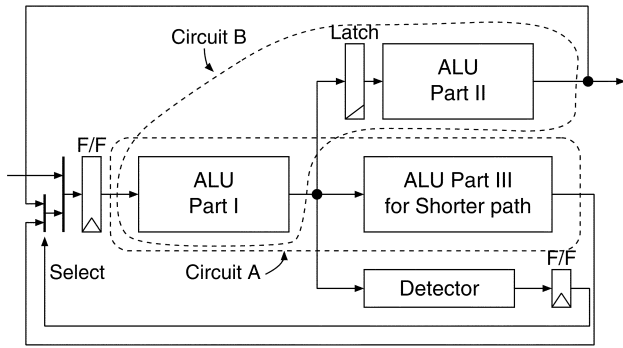 Circuit B
Latch
ALU
Part II
F/F
ALU
Part I
ALU Part III
for Shorter path
Select
Circuit A
Detector
F/F